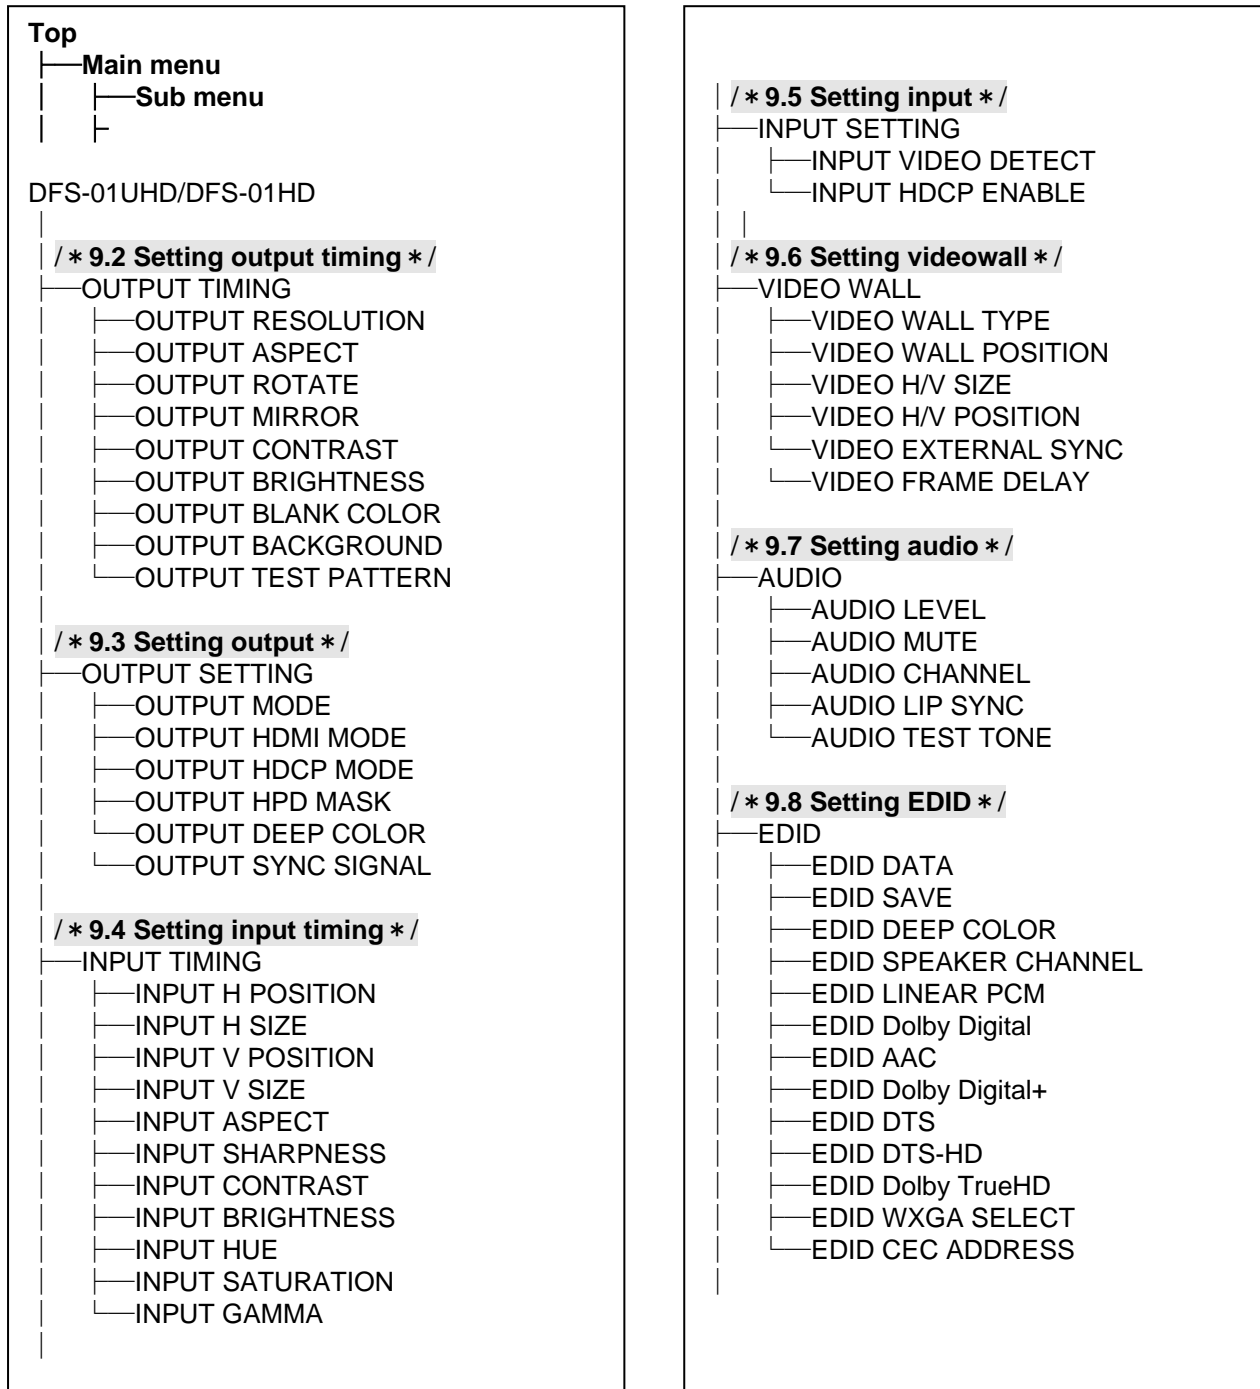 Top
├──Main menu
│ ├──Sub menu
│ ├
DFS-01UHD/DFS-01HD
│
│ /＊9.2 Setting output timing＊/
├──OUTPUT TIMING
│ ├──OUTPUT RESOLUTION
│ ├──OUTPUT ASPECT
│ ├──OUTPUT ROTATE
│ ├──OUTPUT MIRROR
│ ├──OUTPUT CONTRAST
│ ├──OUTPUT BRIGHTNESS
│ ├──OUTPUT BLANK COLOR
│ ├──OUTPUT BACKGROUND
│ └──OUTPUT TEST PATTERN
│
│ /＊9.3 Setting output＊/
├──OUTPUT SETTING
│ ├──OUTPUT MODE
│ ├──OUTPUT HDMI MODE
│ ├──OUTPUT HDCP MODE
│ ├──OUTPUT HPD MASK
│ └──OUTPUT DEEP COLOR
│ └──OUTPUT SYNC SIGNAL
│
│ /＊9.4 Setting input timing＊/
├──INPUT TIMING
│ ├──INPUT H POSITION
│ ├──INPUT H SIZE
│ ├──INPUT V POSITION
│ ├──INPUT V SIZE
│ ├──INPUT ASPECT
│ ├──INPUT SHARPNESS
│ ├──INPUT CONTRAST
│ ├──INPUT BRIGHTNESS
│ ├──INPUT HUE
│ ├──INPUT SATURATION
│ └──INPUT GAMMA
│
│ /＊9.5 Setting input＊/
├──INPUT SETTING
│ ├──INPUT VIDEO DETECT
│ └──INPUT HDCP ENABLE
│ │
│ /＊9.6 Setting videowall＊/
├──VIDEO WALL
│ ├──VIDEO WALL TYPE
│ ├──VIDEO WALL POSITION
│ ├──VIDEO H/V SIZE
│ ├──VIDEO H/V POSITION
│ └──VIDEO EXTERNAL SYNC
│ └──VIDEO FRAME DELAY
│
│ /＊9.7 Setting audio＊/
├──AUDIO
│ ├──AUDIO LEVEL
│ ├──AUDIO MUTE
│ ├──AUDIO CHANNEL
│ ├──AUDIO LIP SYNC
│ └──AUDIO TEST TONE
│
│ /＊9.8 Setting EDID＊/
├──EDID
│ ├──EDID DATA
│ ├──EDID SAVE
│ ├──EDID DEEP COLOR
│ ├──EDID SPEAKER CHANNEL
│ ├──EDID LINEAR PCM
│ ├──EDID Dolby Digital
│ ├──EDID AAC
│ ├──EDID Dolby Digital+
│ ├──EDID DTS
│ ├──EDID DTS-HD
│ ├──EDID Dolby TrueHD
│ ├──EDID WXGA SELECT
│ └──EDID CEC ADDRESS
│